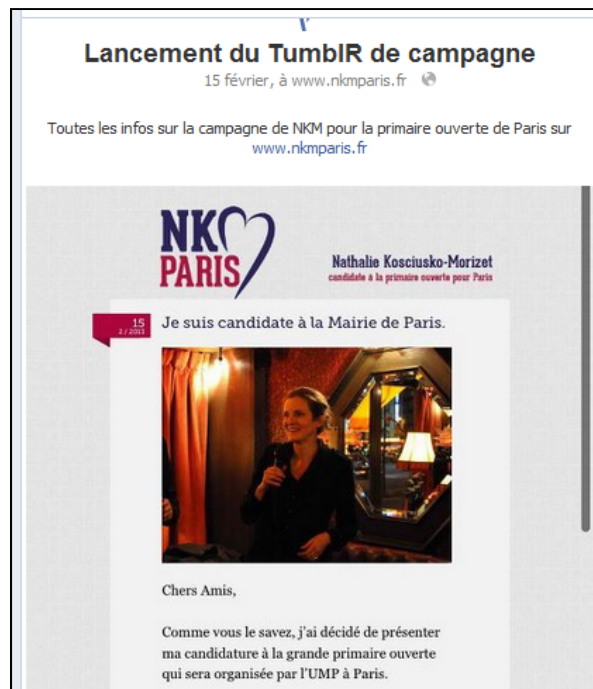 Lancement du TumblR de campagne
15 février, à www.nkmparis.fr
Toutes les infos sur la campagne de NKM pour la primaire ouverte de Paris sur
www.nkmparis.fr
NK
PARIS
Nathalie Kosciusko-Morizet
candidate à la primaire ouverte pour Paris
15
2 / 2013
Je suis candidate à la Mairie de Paris.
Chers Amis,
Comme vous le savez, j'ai décidé de présenter
ma candidature à la grande primaire ouverte
qui sera organisée par l'UMP à Paris.